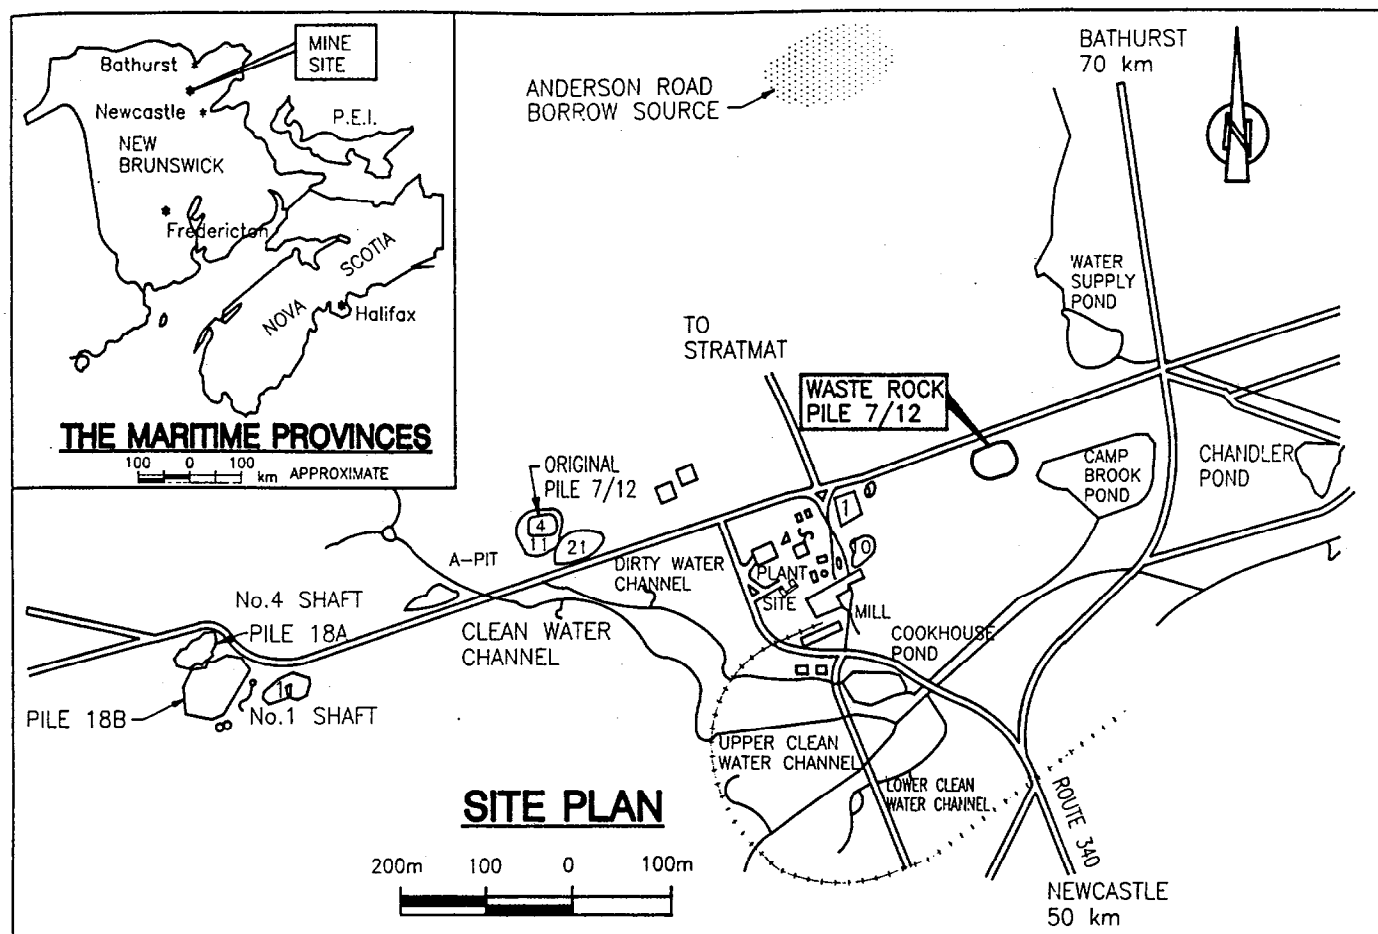 MINE
SITE
Bathurst
Newcastle
P.E.I.
NEW
BRUNSWICK
Fredericton
NOVA
SCOTIA
Halifax
THE MARITIME PROVINCES
100 0 100
km APPROXIMATE
ANDERSON ROAD
BORROW SOURCE
BATHURST
70 km
N
WATER
SUPPLY
POND
TO
STRATMAT
WASTE ROCK
PILE 7/12
CAMP
BROOK
POND
CHANDLER
POND
ORIGINAL
PILE 7/12
4
11
21
1
10
A-PIT
DIRTY WATER
CHANNEL
PLANT
SITE
MILL
No.4 SHAFT
PILE 18A
CLEAN WATER
CHANNEL
COOKHOUSE
POND
PILE 18B
No.1 SHAFT
UPPER CLEAN
WATER CHANNEL
LOWER CLEAN
WATER CHANNEL
ROUTE 340
SITE PLAN
200m 100 0 100m
NEWCASTLE
50 km